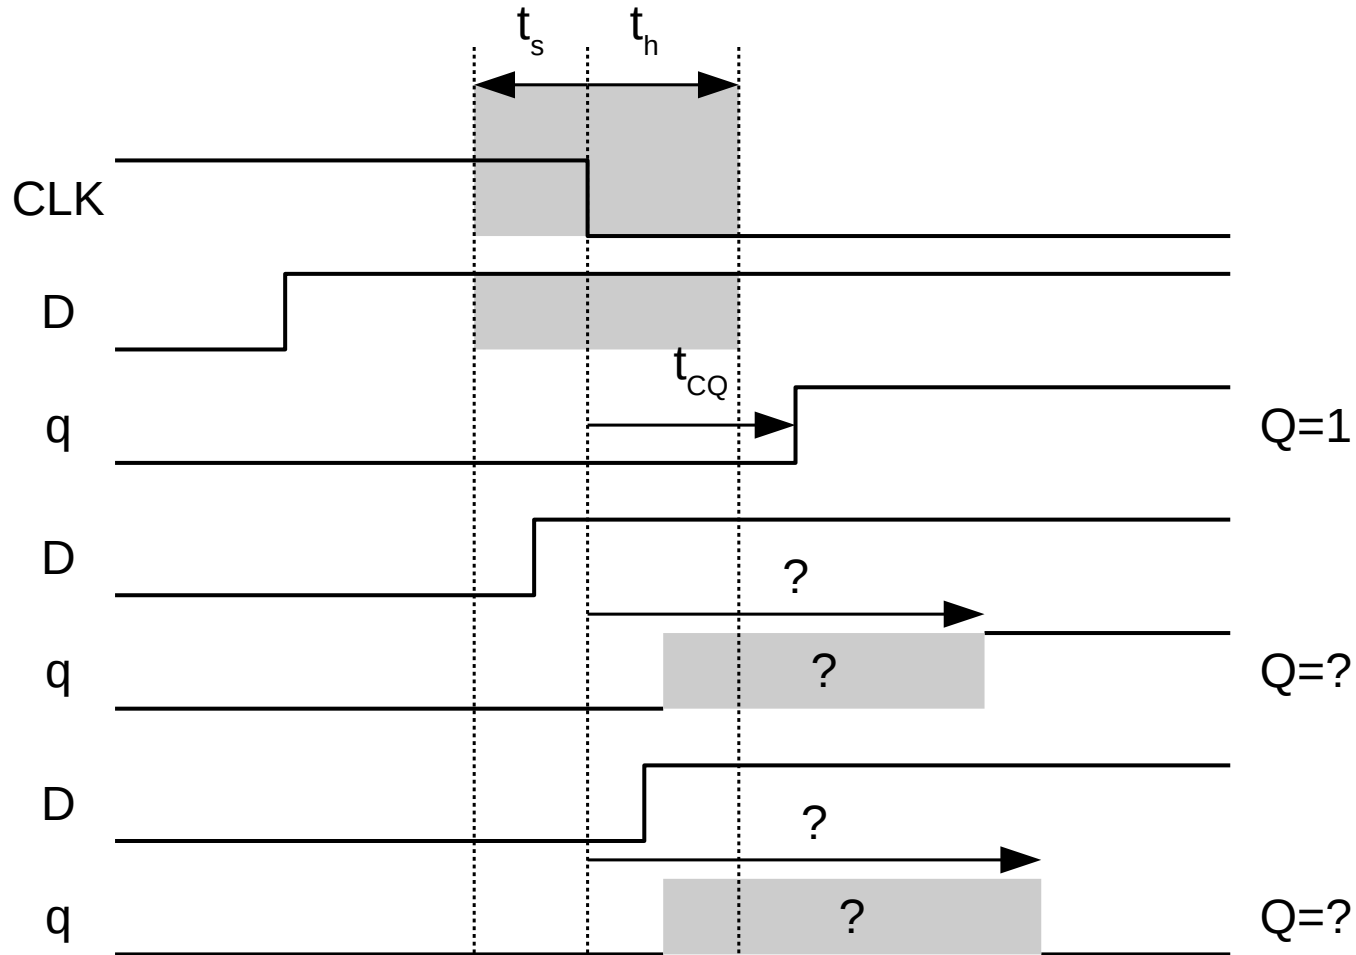 ts th
CLK
D
tCQ
q Q=1
D
?
q ? Q=?
D
?
q ? Q=?